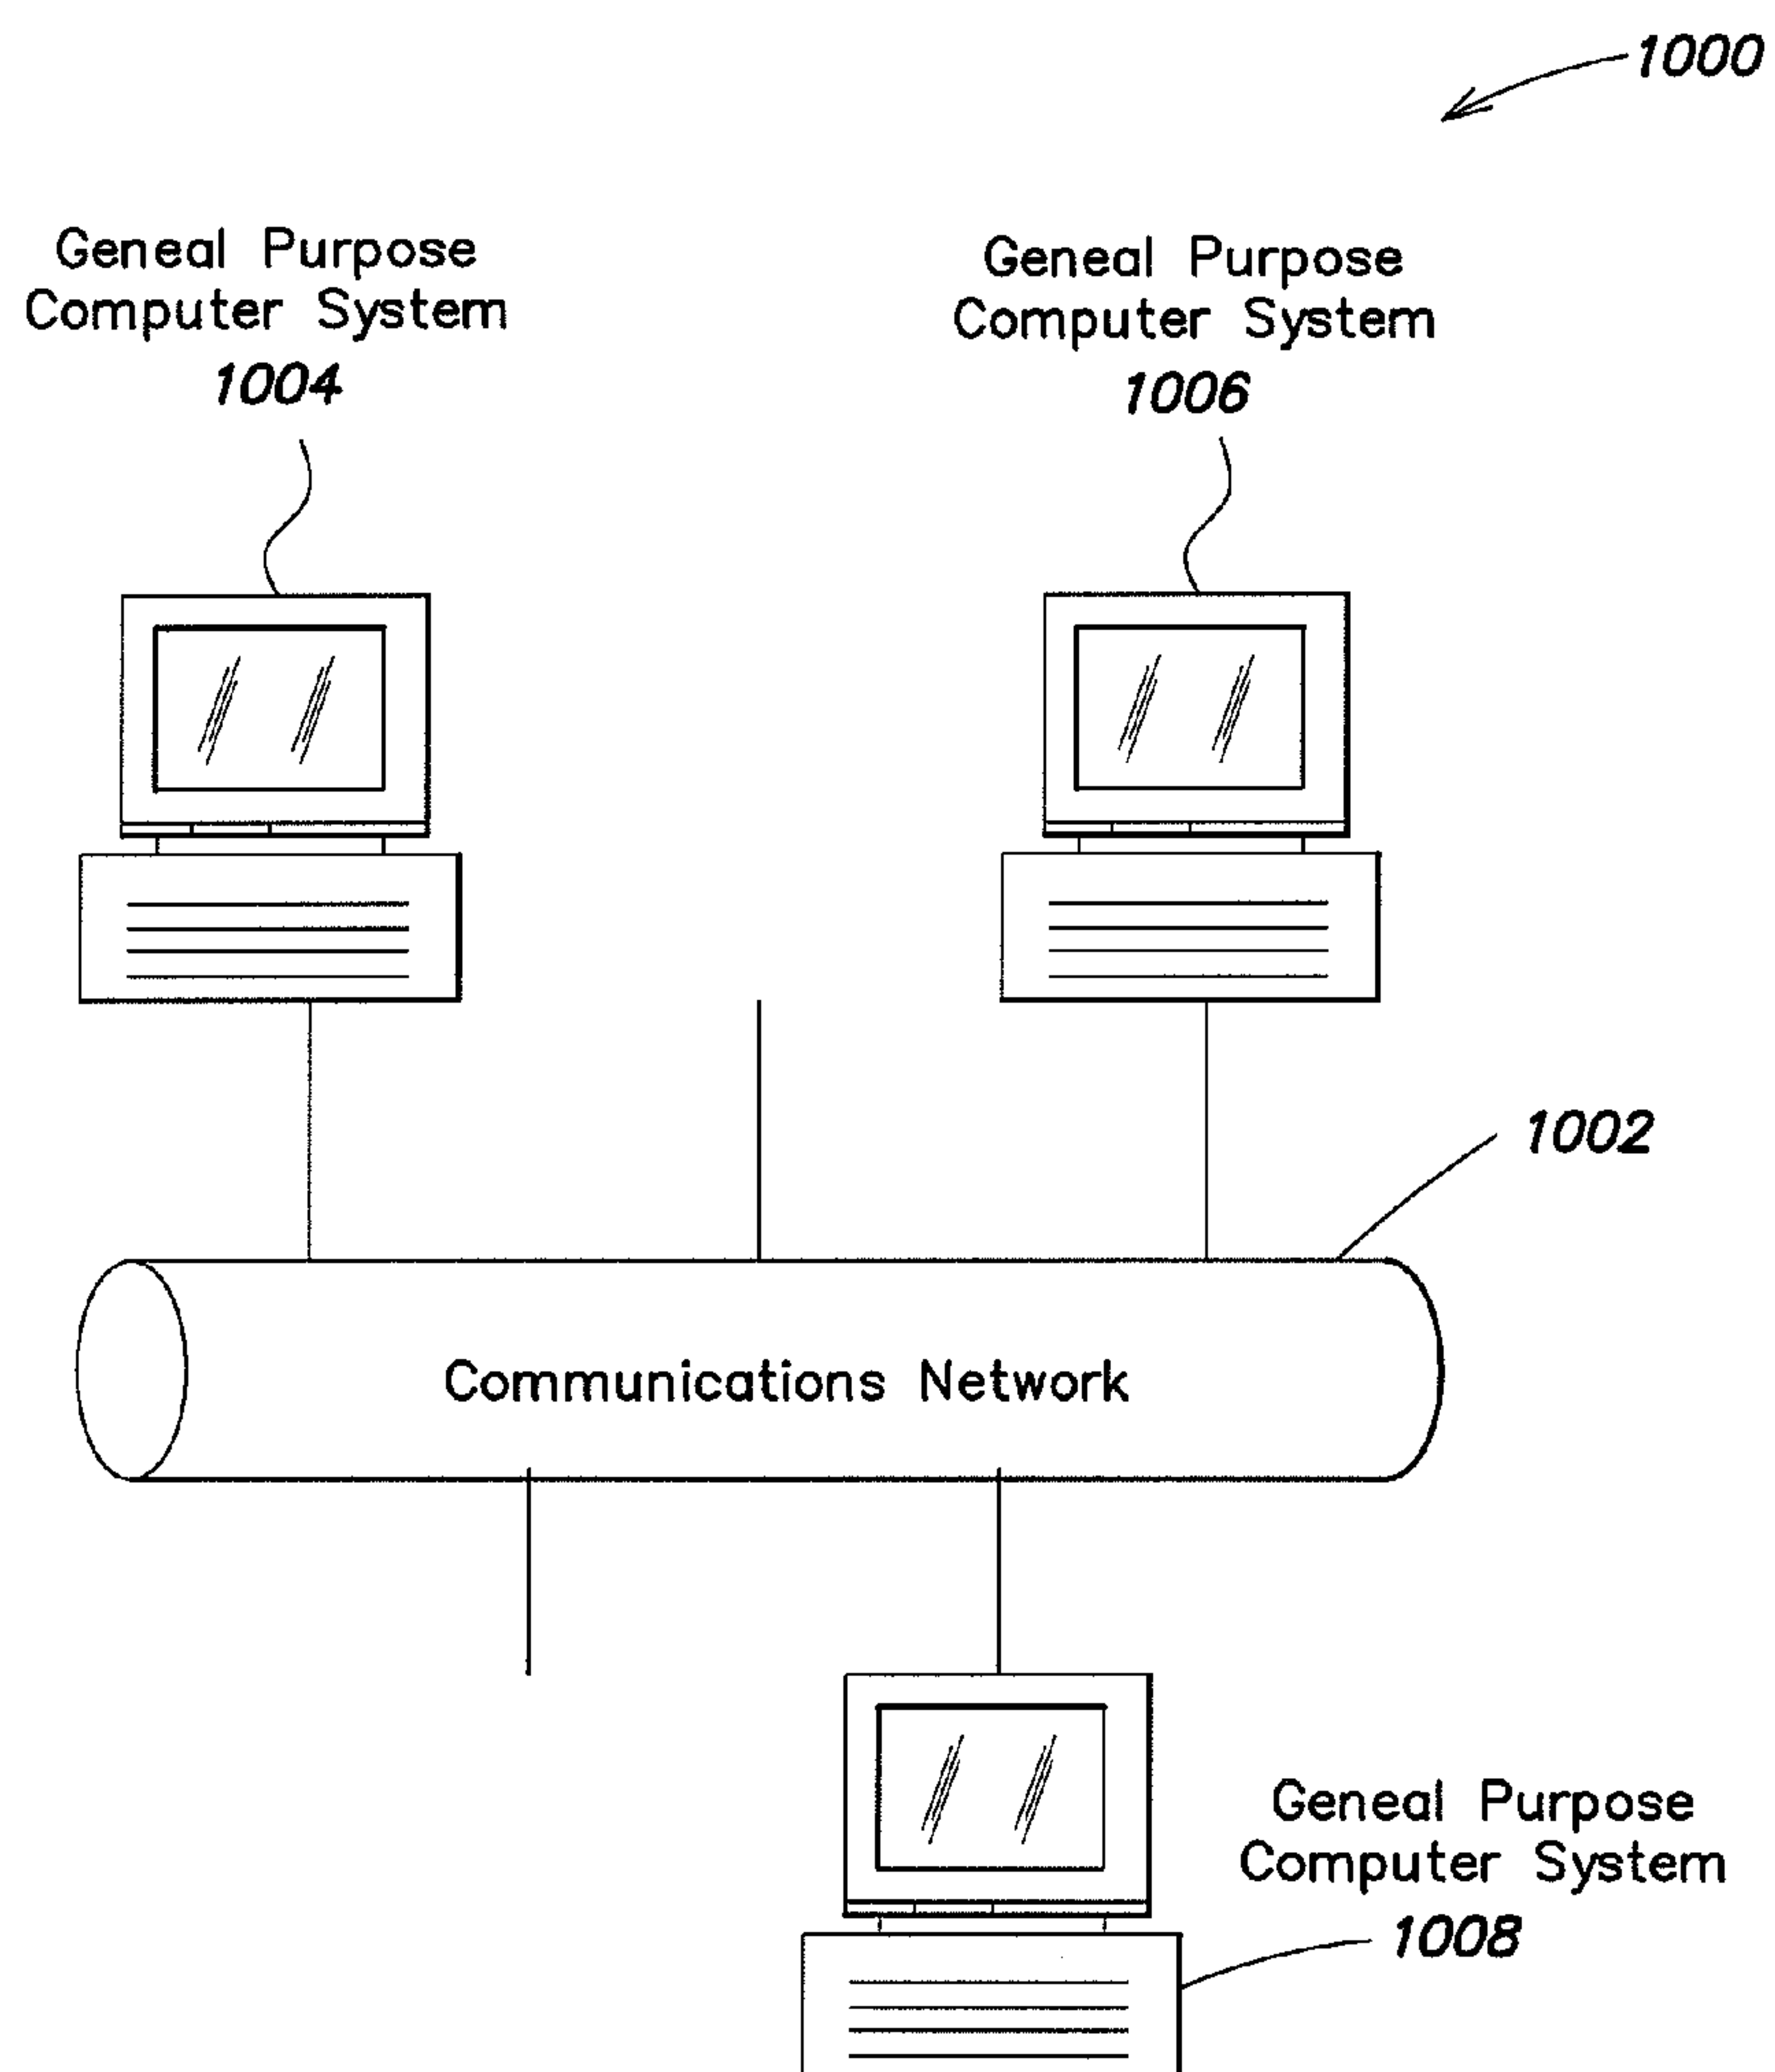 1000
Geneal Purpose
Computer System
1004
Geneal Purpose
Computer System
1006
1002
Communications Network
Geneal Purpose
Computer System
1008